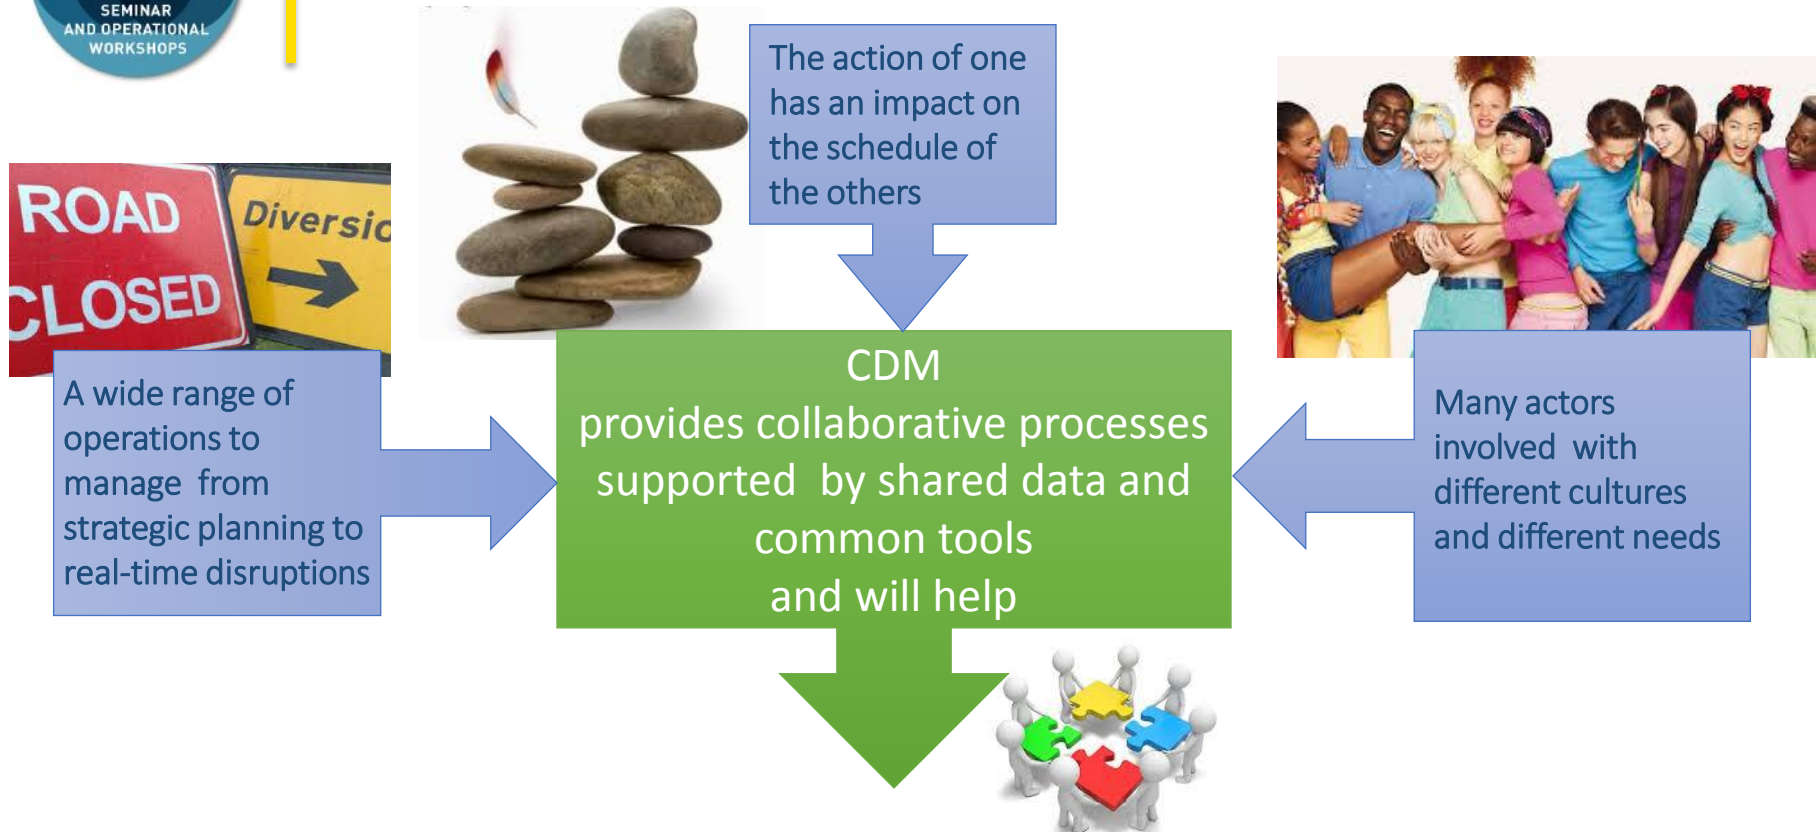 SEMINAR
AND OPERATIONAL
WORKSHOPS
The action of one
has an impact on
the schedule of
the others
ROAD
CLOSED
Diversio
A wide range of
operations to
manage from
strategic planning to
real-time disruptions
CDM
provides collaborative processes
supported by shared data and
common tools
and will help
Many actors
involved with
different cultures
and different needs